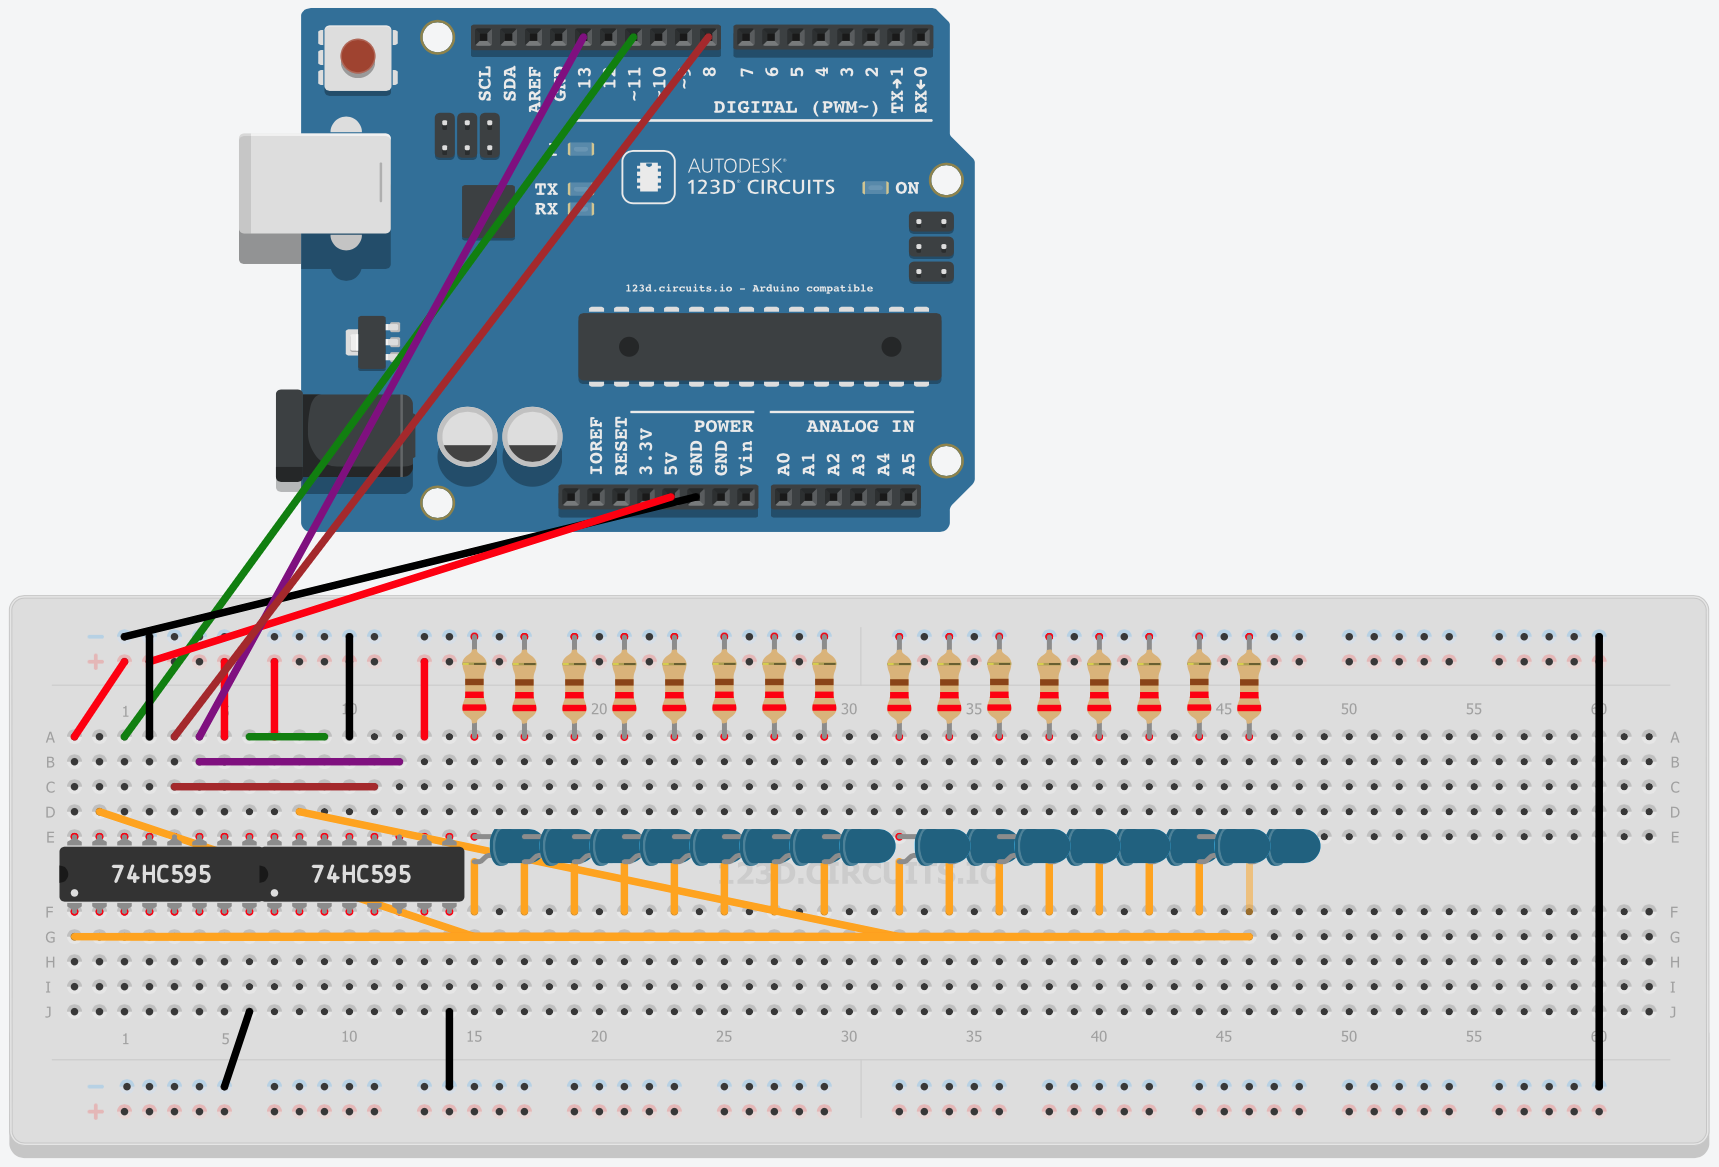 SCL SDA AREF GND 13 12 ~11 ~10 ~9 8 7 6 5 4 3 2 TX→1 RX←0
DIGITAL (PWM~)
AUTODESK®
123D® CIRCUITS
TX
RX
ON
123d.circuits.io - Arduino compatible
POWER
ANALOG IN
IOREF RESET 3.3V 5V GND GND Vin A0 A1 A2 A3 A4 A5
−
+
1 10 20 30 35 45 50 55 60
A A
B B
C C
D D
E E
74HC595 74HC595
123D.CIRCUITS.IO
F F
G G
H H
I I
J J
1 5 10 15 20 25 30 35 40 45 50 55 60
−
+